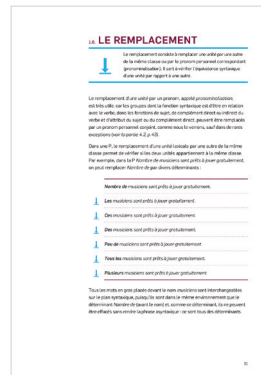 1.6. LE REMPLACEMENT
Le remplacement consiste à remplacer une unité par une autre
de la même classe ou par le pronom personnel correspondant
(pronominalisation). Il sert à vérifier l'équivalence syntaxique
d'une unité par rapport à une autre.
Le remplacement d'une unité par un pronom, appelé pronominalisation,
est très utile, car les groupes dont la fonction syntaxique est d'être en relation
avec le verbe, donc les fonctions de sujet, de complément direct ou indirect du
verbe et d'attribut du sujet ou du complément direct, peuvent être remplacés
par un pronom personnel conjoint, comme nous le verrons, sauf dans de rares
exceptions (voir la partie 4.2, p. 43).
Dans une P, le remplacement d'une unité lexicale par une autre de la même
classe permet de vérifier si les deux unités appartiennent à la même classe.
Par exemple, dans la P Nombre de musiciens sont prêts à jouer gratuitement,
on peut remplacer Nombre de par divers déterminants :
Nombre de musiciens sont prêts à jouer gratuitement.
Les musiciens sont prêts à jouer gratuitement.
Ces musiciens sont prêts à jouer gratuitement.
Des musiciens sont prêts à jouer gratuitement.
Peu de musiciens sont prêts à jouer gratuitement.
Tous les musiciens sont prêts à jouer gratuitement.
Plusieurs musiciens sont prêts à jouer gratuitement.
Tous les mots en gras placés devant le nom musiciens sont interchangeables
sur le plan syntaxique, puisqu'ils sont dans le même environnement que le
déterminant Nombre de (avant le nom) et, comme ce déterminant, ils ne peuvent
être effacés sans rendre la phrase asyntaxique : ce sont tous des déterminants.